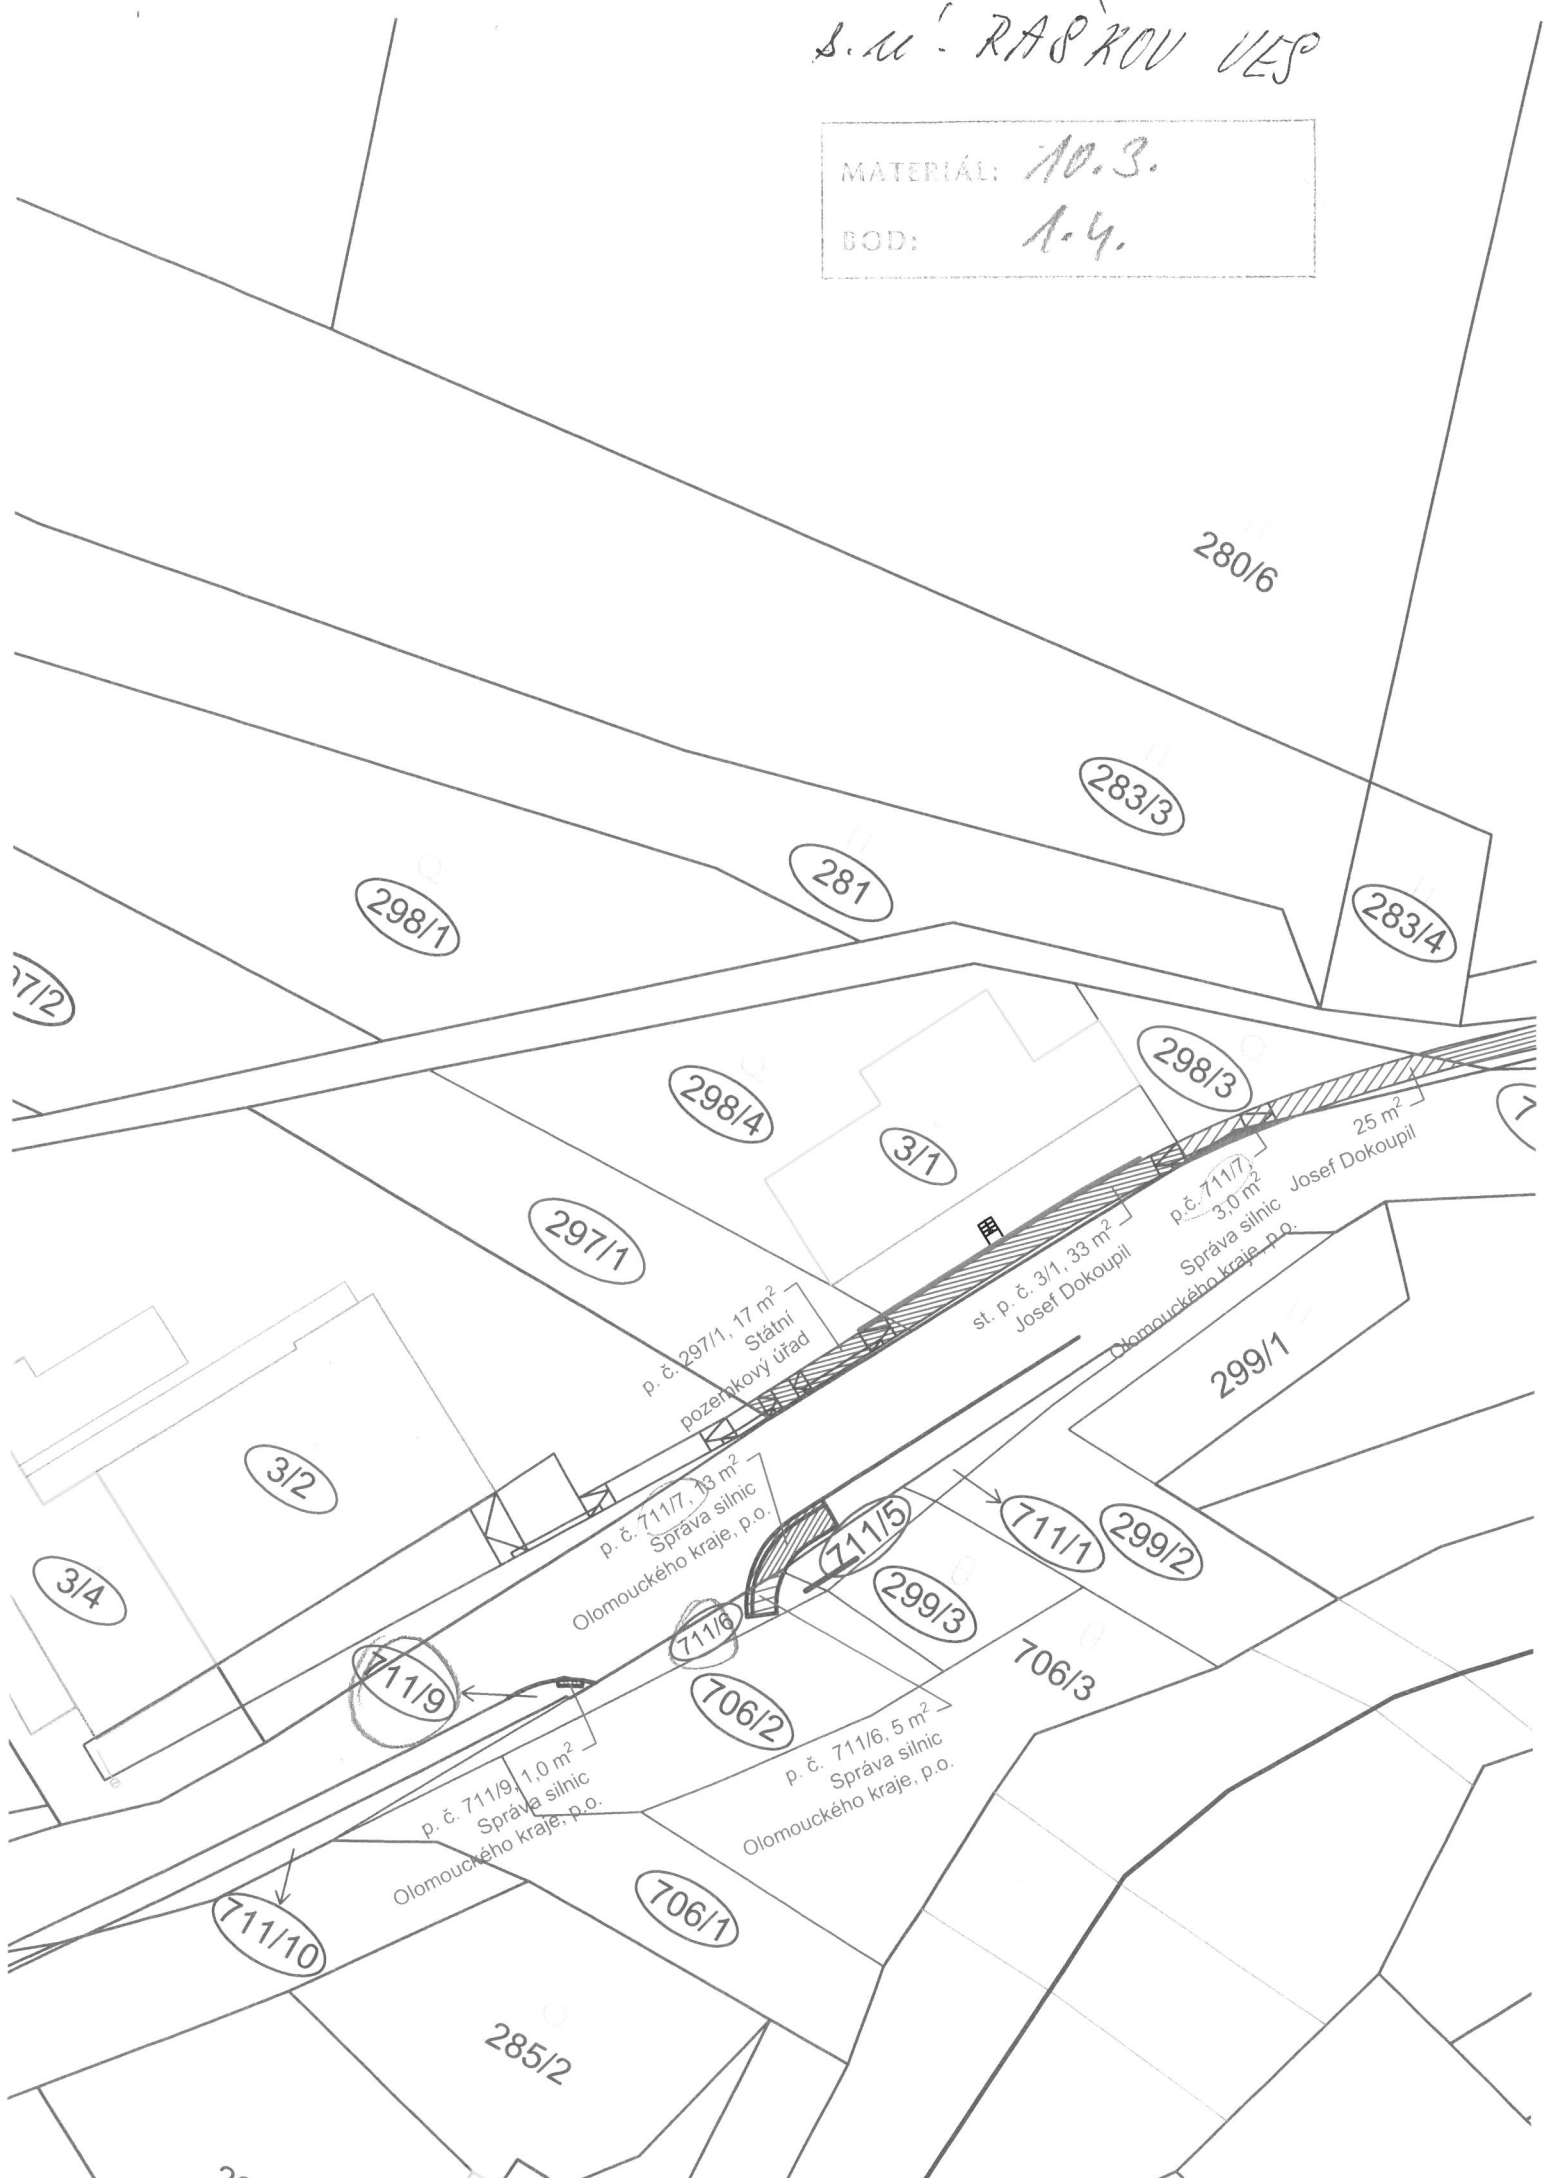 RAŠKOV VES
MATERIÁL: 10.3.
BOD: 1.4.
280/6
283/3
281
283/4
298/1
97/2
298/3
298/4
3/1
25 m²
Josef Dokoupil
p.č. 711/7,
3,0 m²
Správa silnic
Olomouckého kraje, p.o.
297/1
st. p. č. 3/1, 33 m²
Josef Dokoupil
p. č. 297/1, 17 m²
Státní
pozemkový úřad
299/1
3/2
p. č. 711/7, 13 m²
Správa silnic
Olomouckého kraje, p.o.
711/5
711/1
299/2
3/4
299/3
711/6
706/3
711/9
706/2
p. č. 711/6, 5 m²
Správa silnic
Olomouckého kraje, p.o.
p. č. 711/9, 1,0 m²
Správa silnic
Olomouckého kraje, p.o.
706/1
711/10
285/2